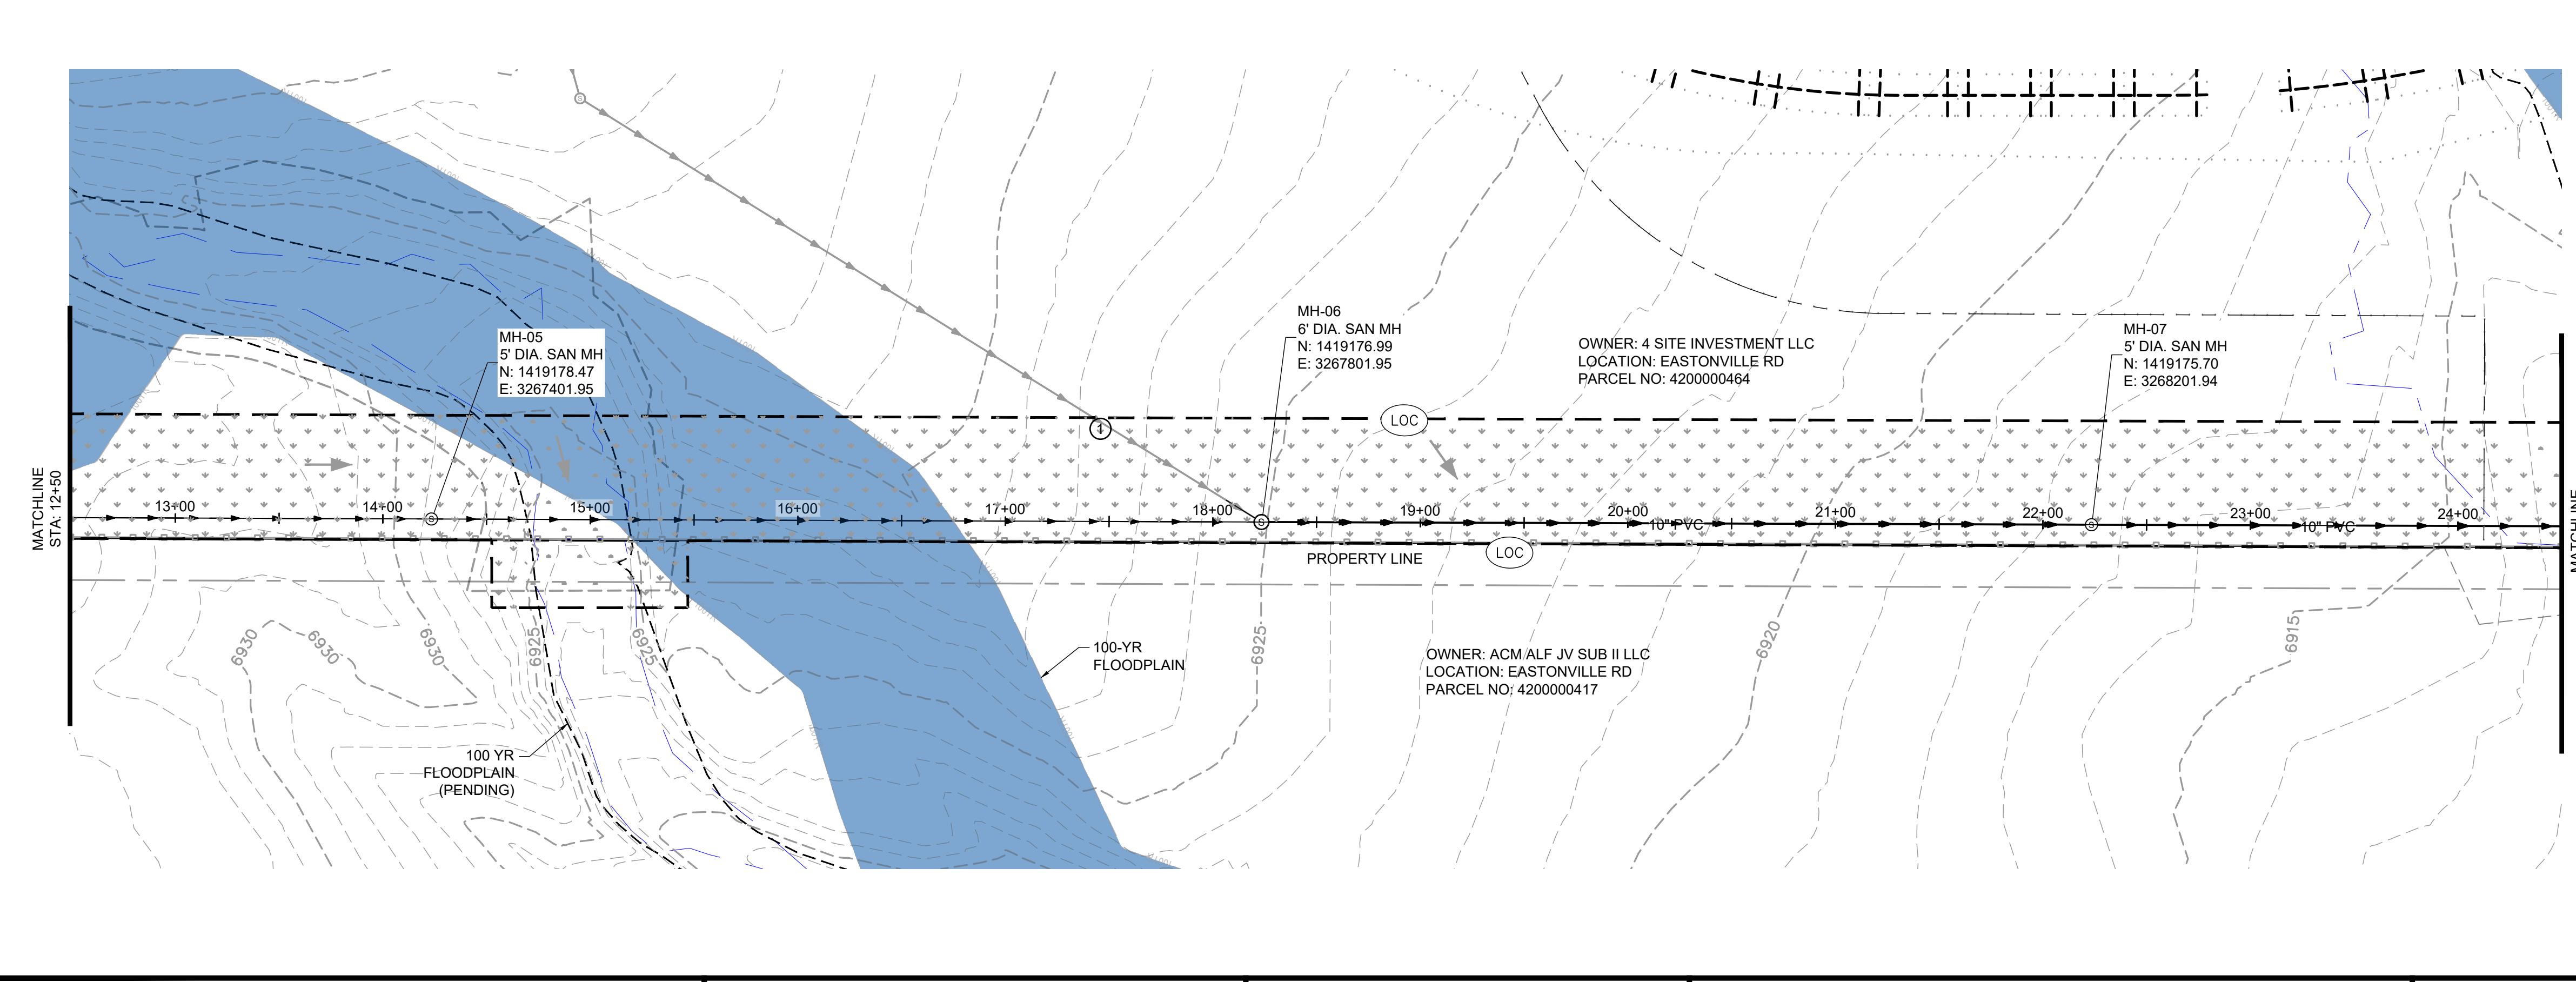 MH-06
6' DIA. SAN MH
N: 1419176.99
E: 3267801.95
MH-05
5' DIA. SAN MH
N: 1419178.47
E: 3267401.95
MH-07
5' DIA. SAN MH
N: 1419175.70
E: 3268201.94
OWNER: 4 SITE INVESTMENT LLC
LOCATION: EASTONVILLE RD
PARCEL NO: 4200000464
LOC
1
S
MATCHLINE
STA: 12+50
13+00
14+00
15+00
16+00
17+00
18+00
19+00
20+00
21+00
22+00
23+00
24+00
S
S
S
10" PVC
10" PVC
MATCHLINE
LOC
PROPERTY LINE
6930
6930
6930
6925
6925
6925
6920
6915
100-YR
FLOODPLAIN
OWNER: ACM ALF JV SUB II LLC
LOCATION: EASTONVILLE RD
PARCEL NO: 4200000417
100 YR
FLOODPLAIN
(PENDING)